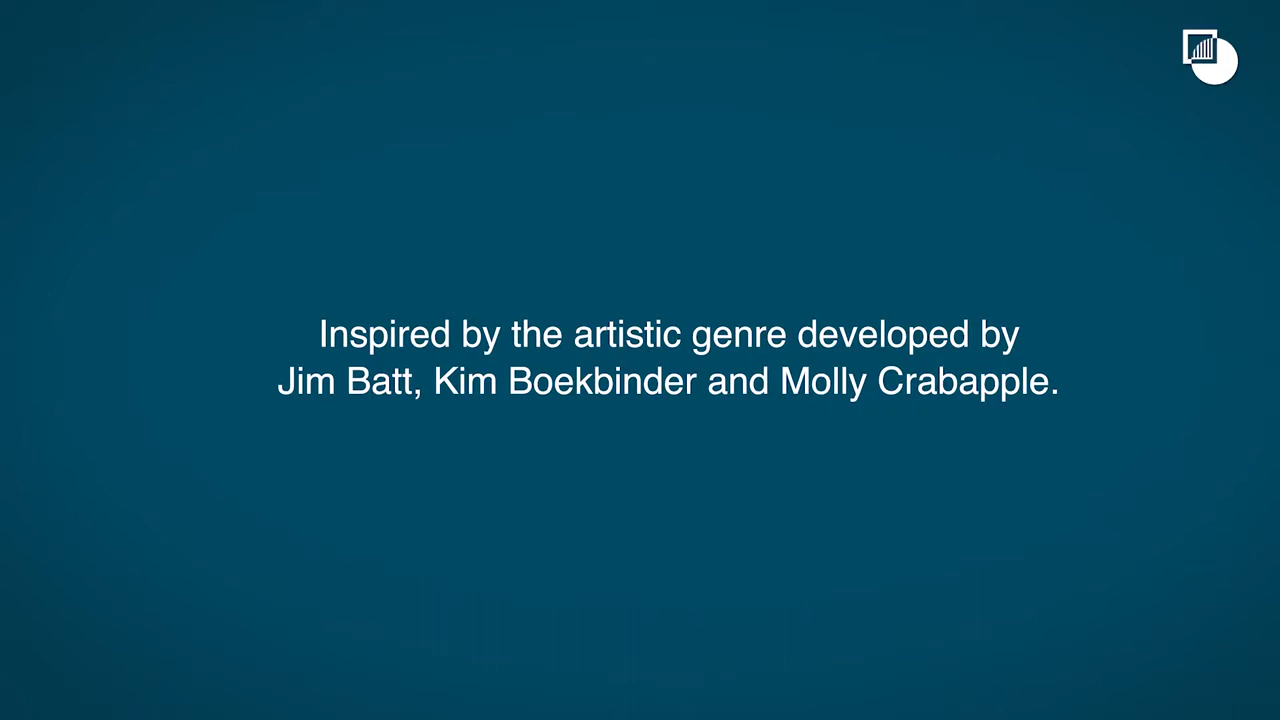 Inspired by the artistic genre developed by
Jim Batt, Kim Boekbinder and Molly Crabapple.